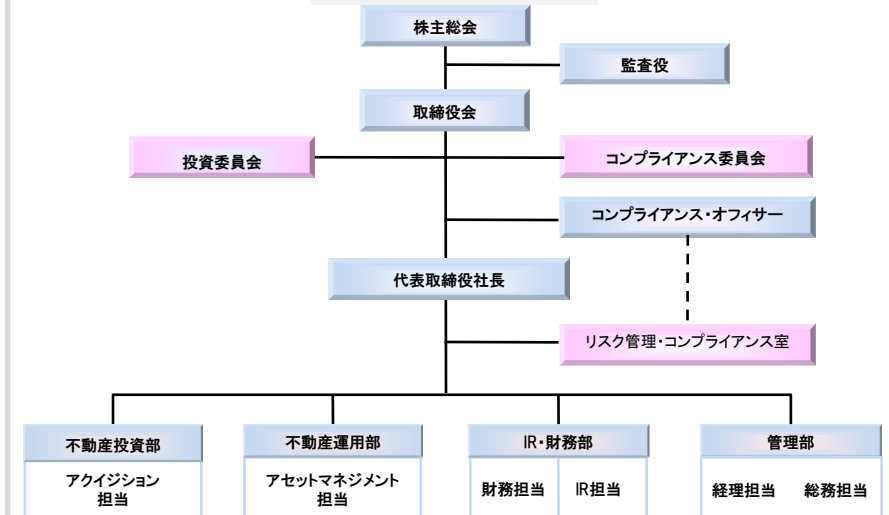 株主総会
監査役
取締役会
投資委員会
コンプライアンス委員会
コンプライアンス・オフィサー
代表取締役社長
リスク管理・コンプライアンス室
不動産投資部
不動産運用部
IR・財務部
管理部
アクイジション
担当
アセットマネジメント
担当
財務担当
IR担当
経理担当
総務担当